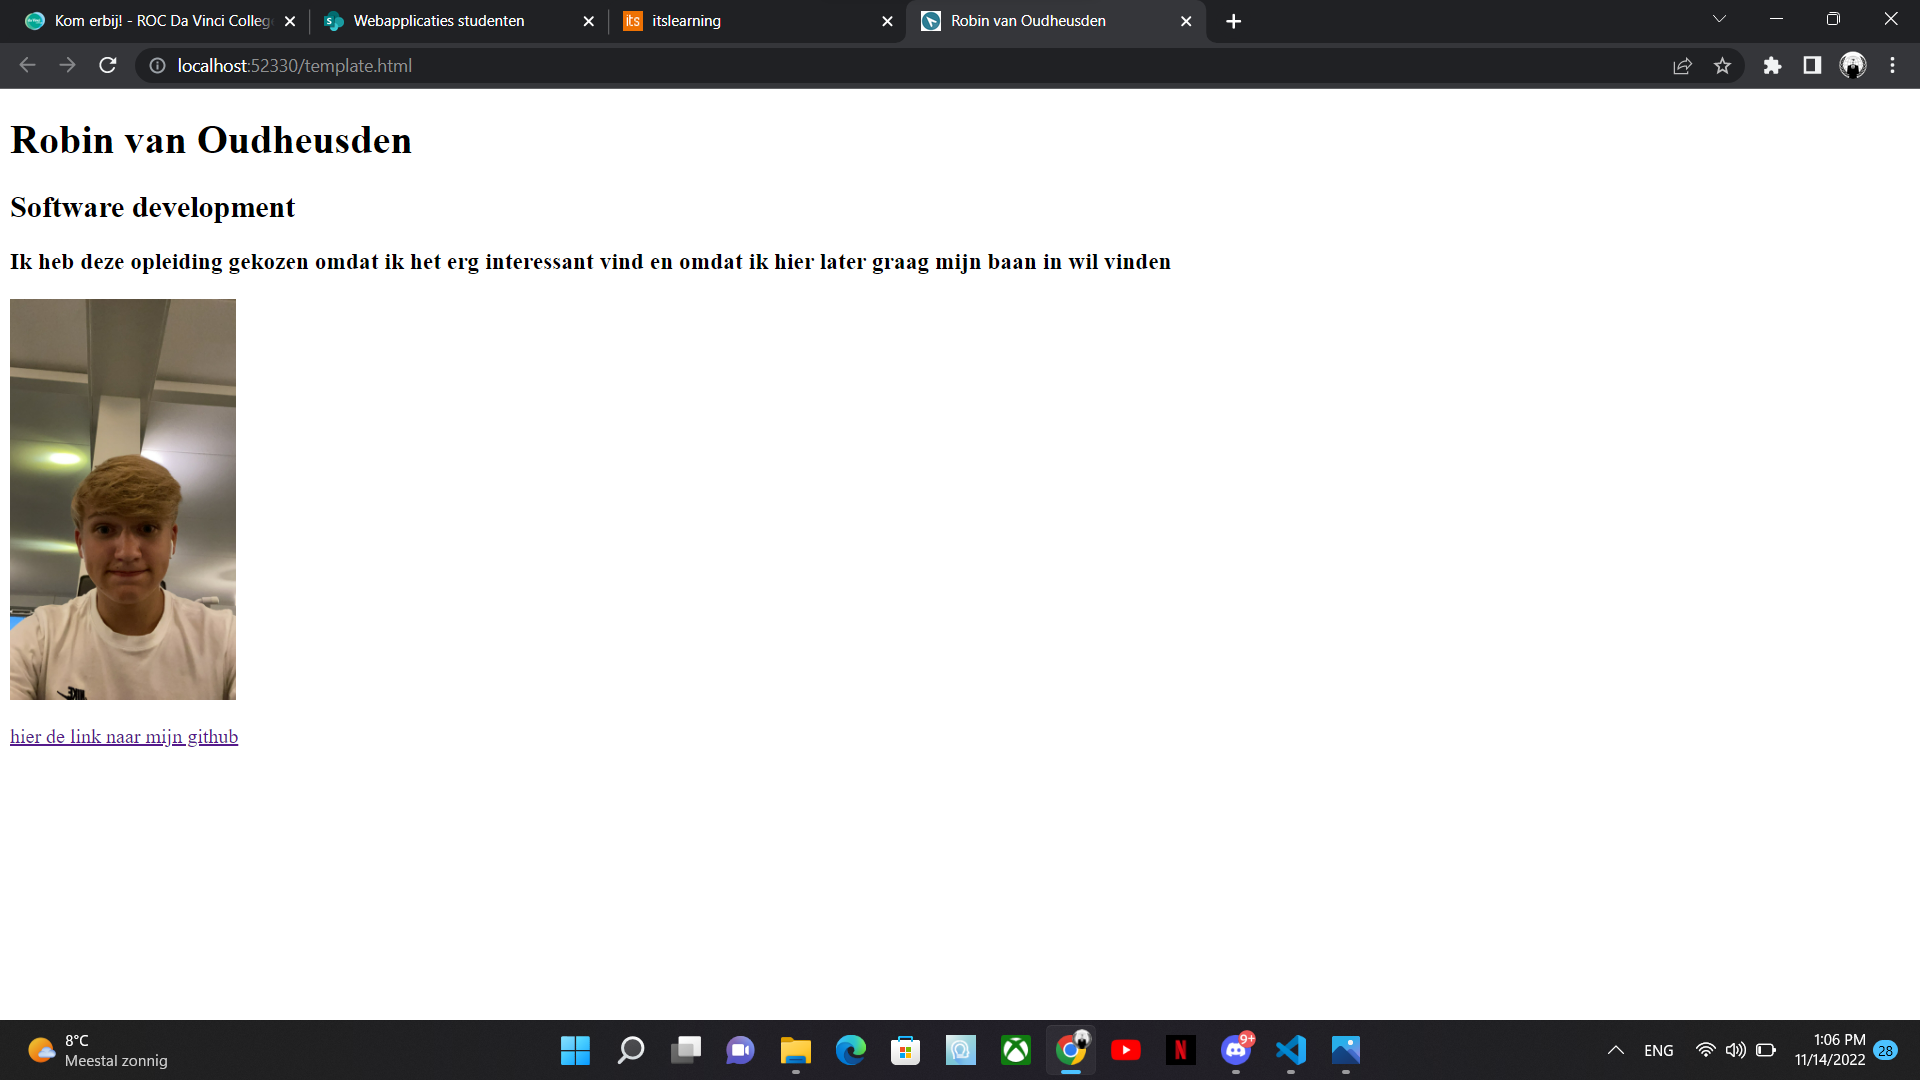 Kom erbij! - ROC Da Vinci Colleg
Webapplicaties studenten
itslearning
Robin van Oudheusden
localhost:52330/template.html
Robin van Oudheusden
Software development
Ik heb deze opleiding gekozen omdat ik het erg interessant vind en omdat ik hier later graag mijn baan in wil vinden
hier de link naar mijn github
8°C
Meestal zonnig
9+
ENG
1:06 PM
11/14/2022
28